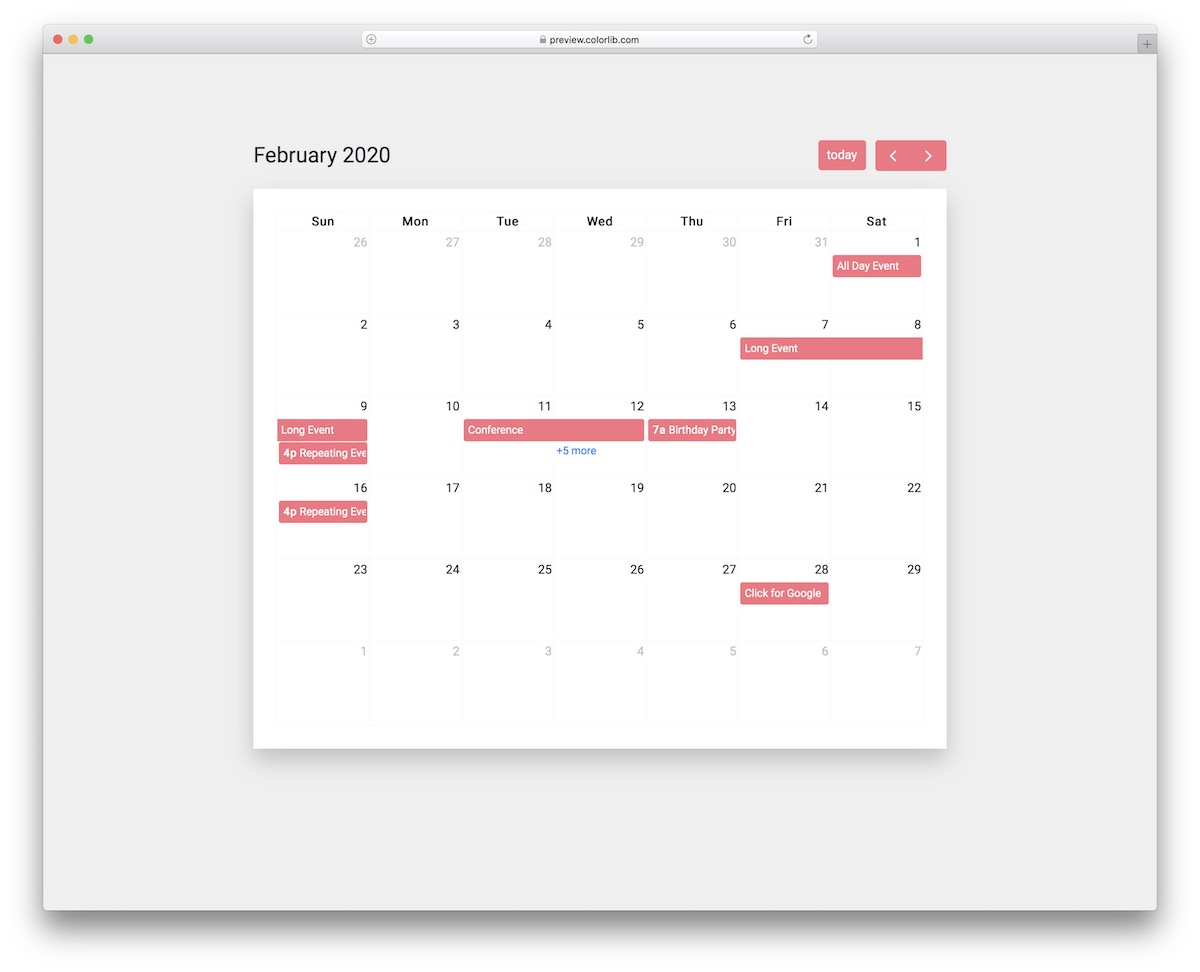 preview.colorlib.com
February 2020
today
Sun Mon Tue Wed Thu Fri Sat
26 27 28 29 30 31 1
All Day Event
2 3 4 5 6 7 8
Long Event
9 10 11 12 13 14 15
Long Event Conference 7a Birthday Party
4p Repeating Eve +5 more
16 17 18 19 20 21 22
4p Repeating Eve
23 24 25 26 27 28 29
Click for Google
1 2 3 4 5 6 7